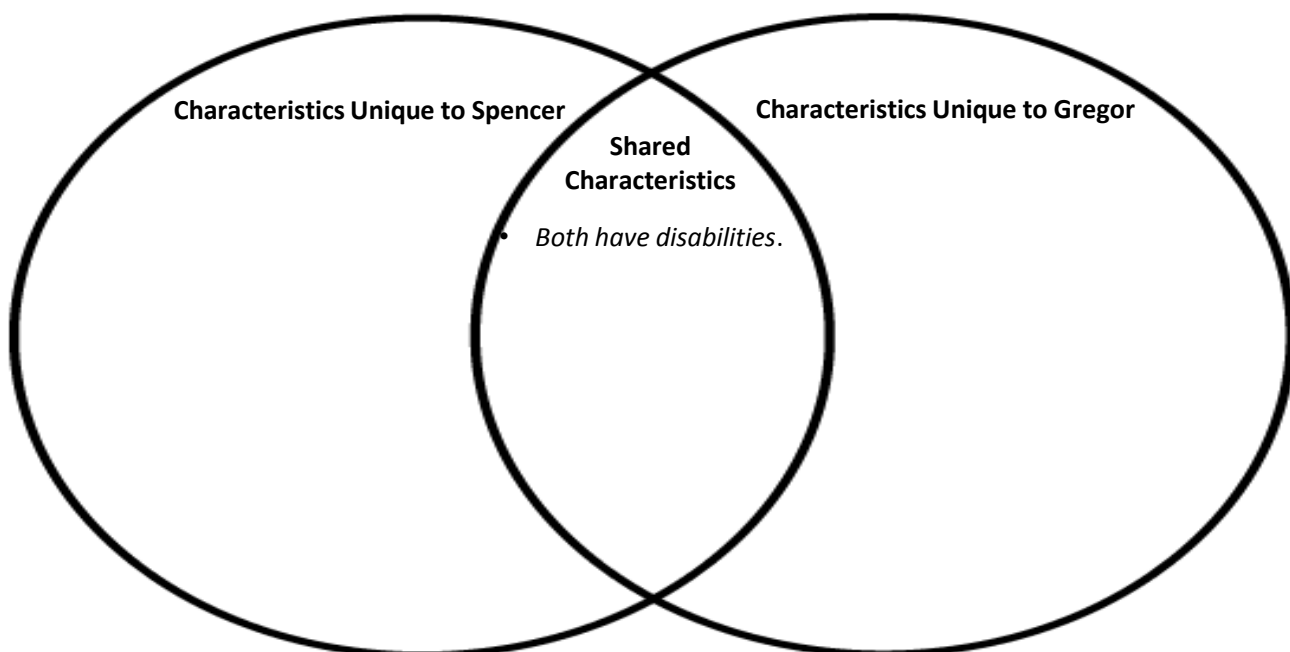 Characteristics Unique to Spencer
Characteristics Unique to Gregor
Shared
Characteristics
• Both have disabilities.